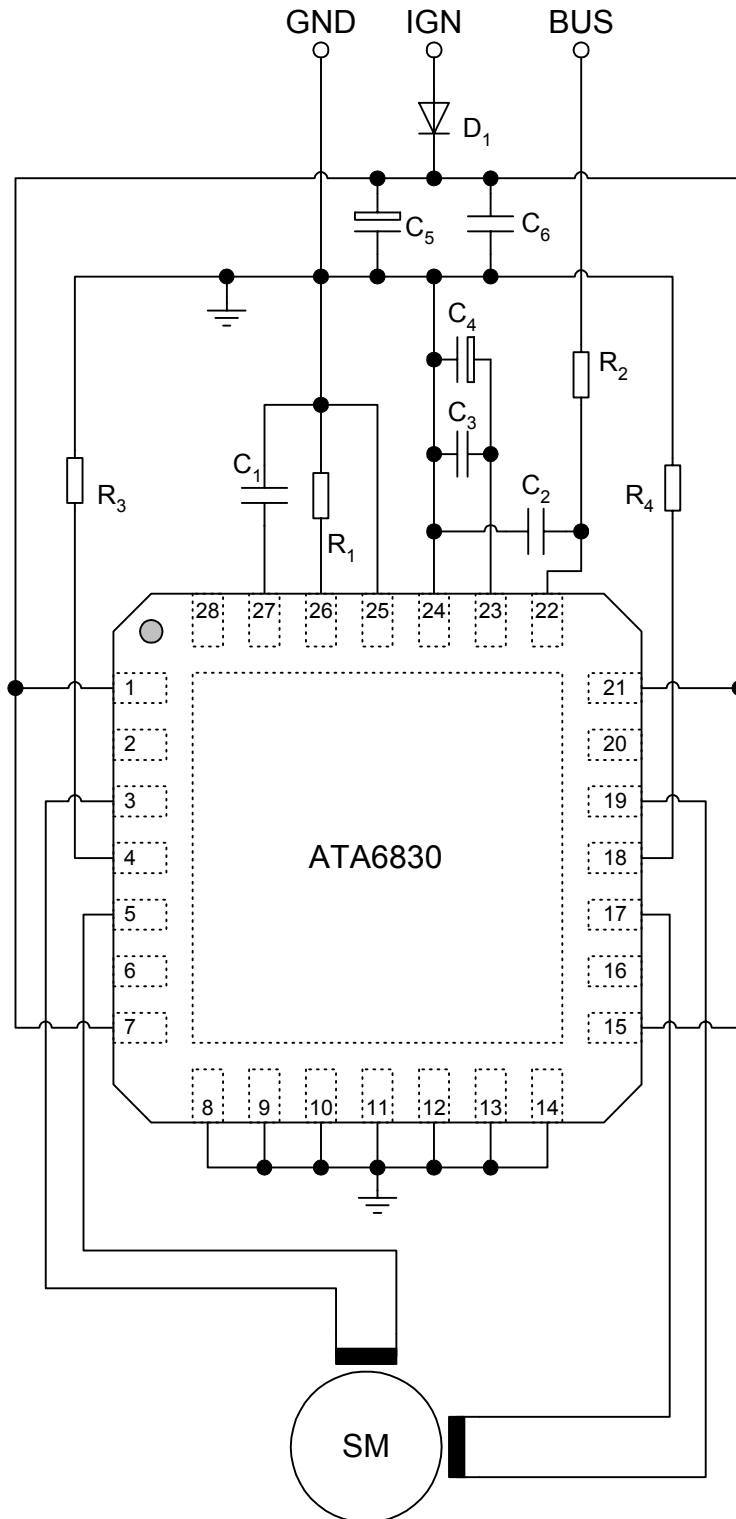 GND IGN BUS
D1
C5 C6
C4
R2
C3
C1 C2
R3 R4
R1
28 27 26 25 24 23 22
1 21
2 20
3 19
4 ATA6830 18
5 17
6 16
7 15
8 9 10 11 12 13 14
SM